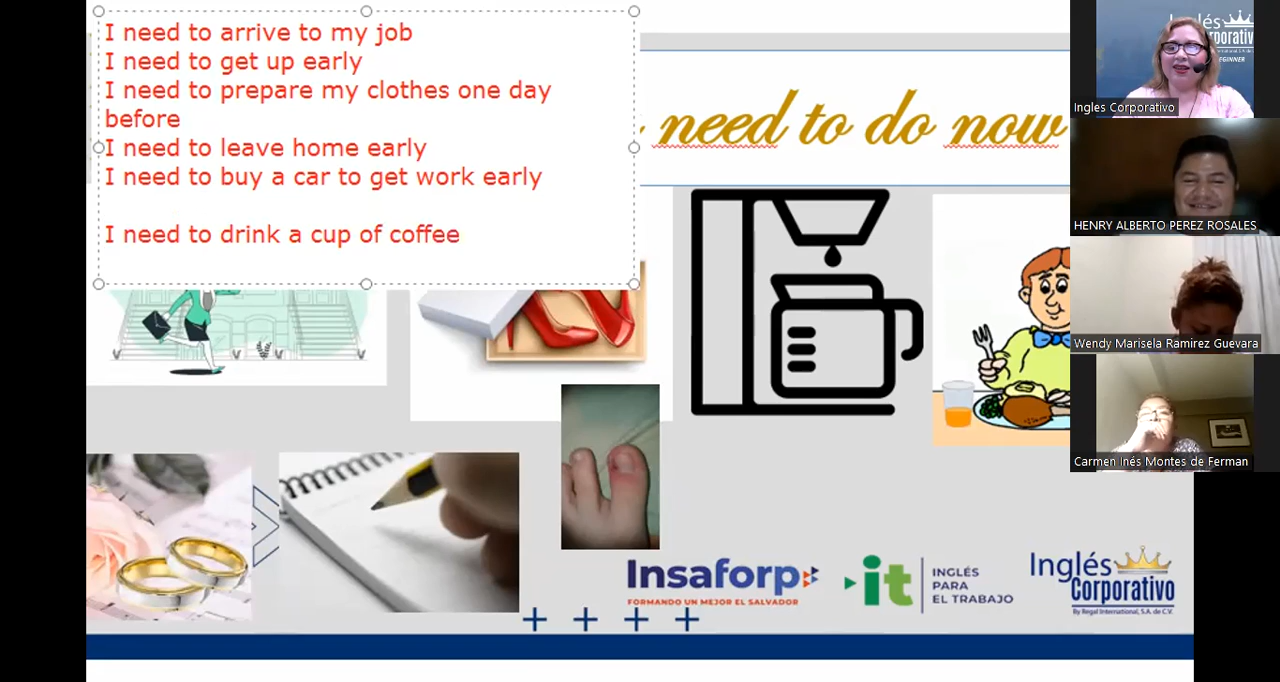 I need to arrive to my job
I need to get up early
I need to prepare my clothes one day
before
I need to leave home early
I need to buy a car to get work early
I need to drink a cup of coffee
need to do now
Insaforp
FORMANDO UN MEJOR EL SALVADOR
it
INGLÉS
PARA
EL TRABAJO
Inglés
Corporativo
By Regal International, S.A. de C.V.
Ingles Corporativo
HENRY ALBERTO PEREZ ROSALES
Wendy Marisela Ramirez Guevara
Carmen Inés Montes de Ferman